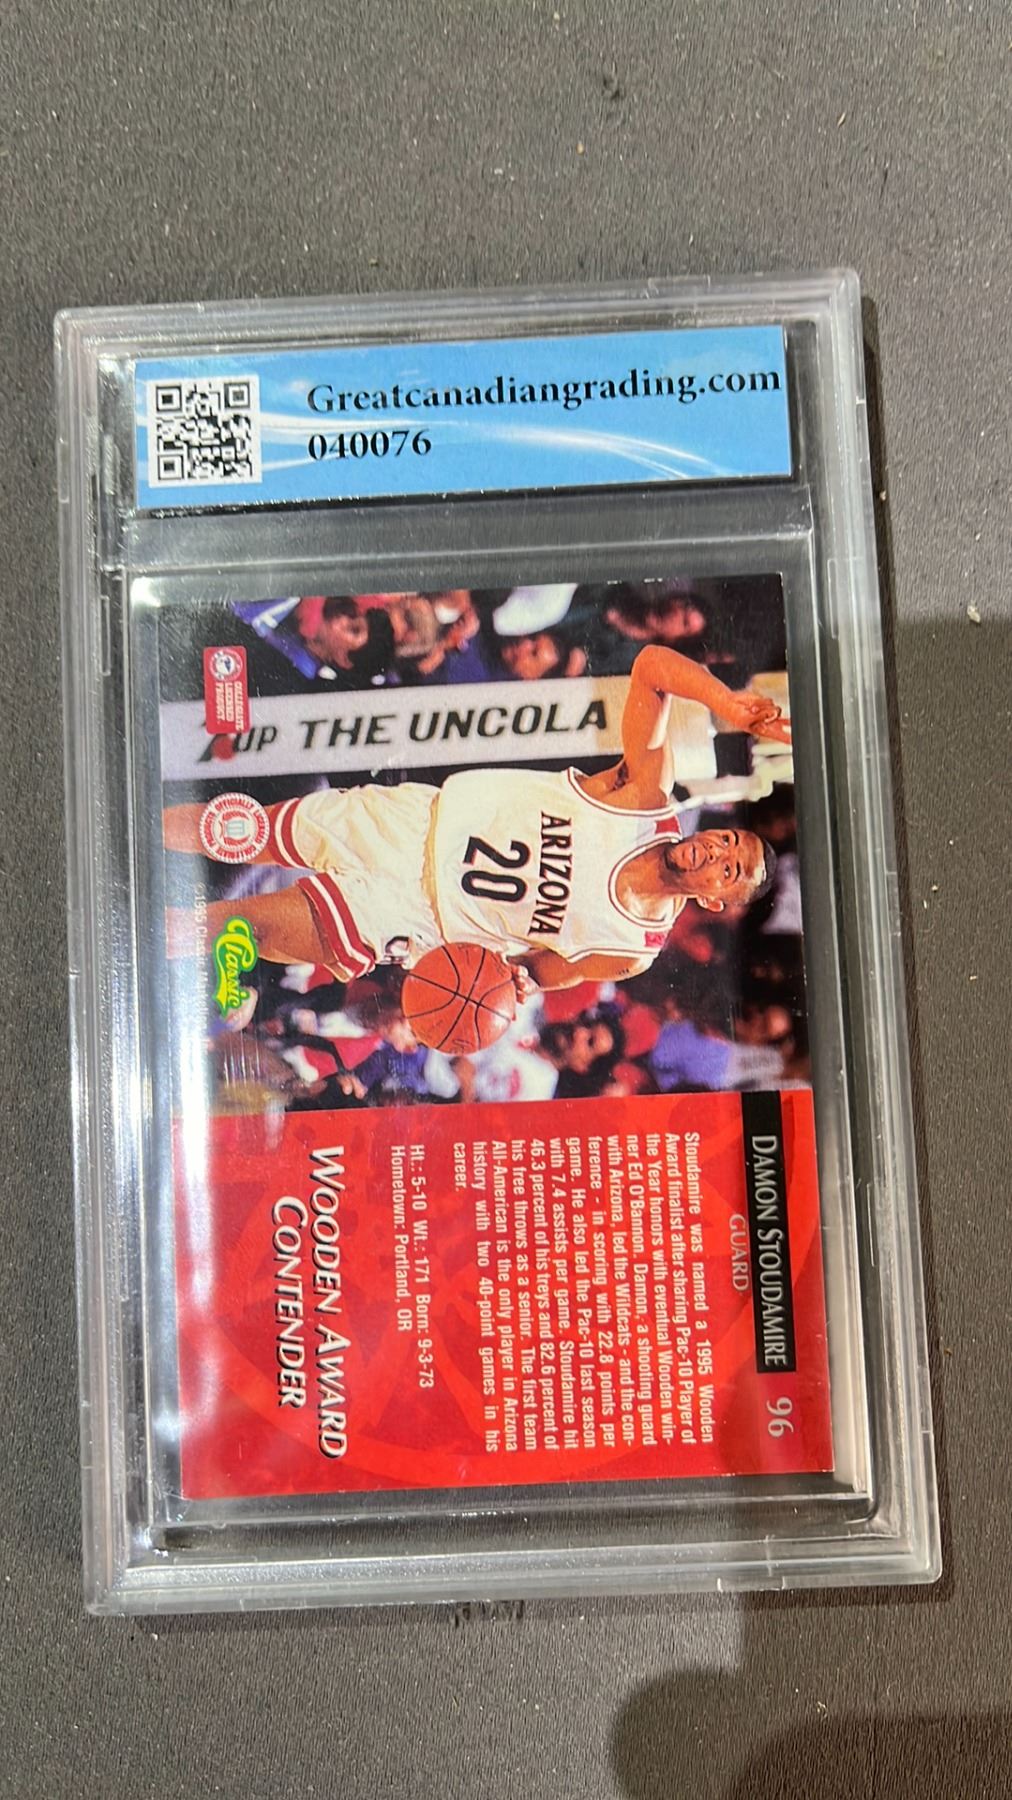 Greatcanadiangrading.com
040076
UP THE UNCOLA
COLLEGIATE
LICENSED
PRODUCT
ARIZONA
20
Classic
©1995 Classic
DAMON STOUDAMIRE 96
GUARD
Stoudamire was named a 1995 Wooden
Award finalist after sharing Pac-10 Player of
the Year honors with eventual Wooden win-
ner Ed O'Bannon. Damon, a shooting guard
with Arizona, led the Wildcats - and the con-
ference - in scoring with 22.8 points per
game. He also led the Pac-10 last season
with 7.4 assists per game. Stoudamire hit
46.3 percent of his treys and 82.6 percent of
his free throws as a senior. The first team
All-American is the only player in Arizona
history with two 40-point games in his
career.
Ht.: 5-10 Wt.: 171 Born: 9-3-73
Hometown: Portland, OR
WOODEN AWARD
CONTENDER